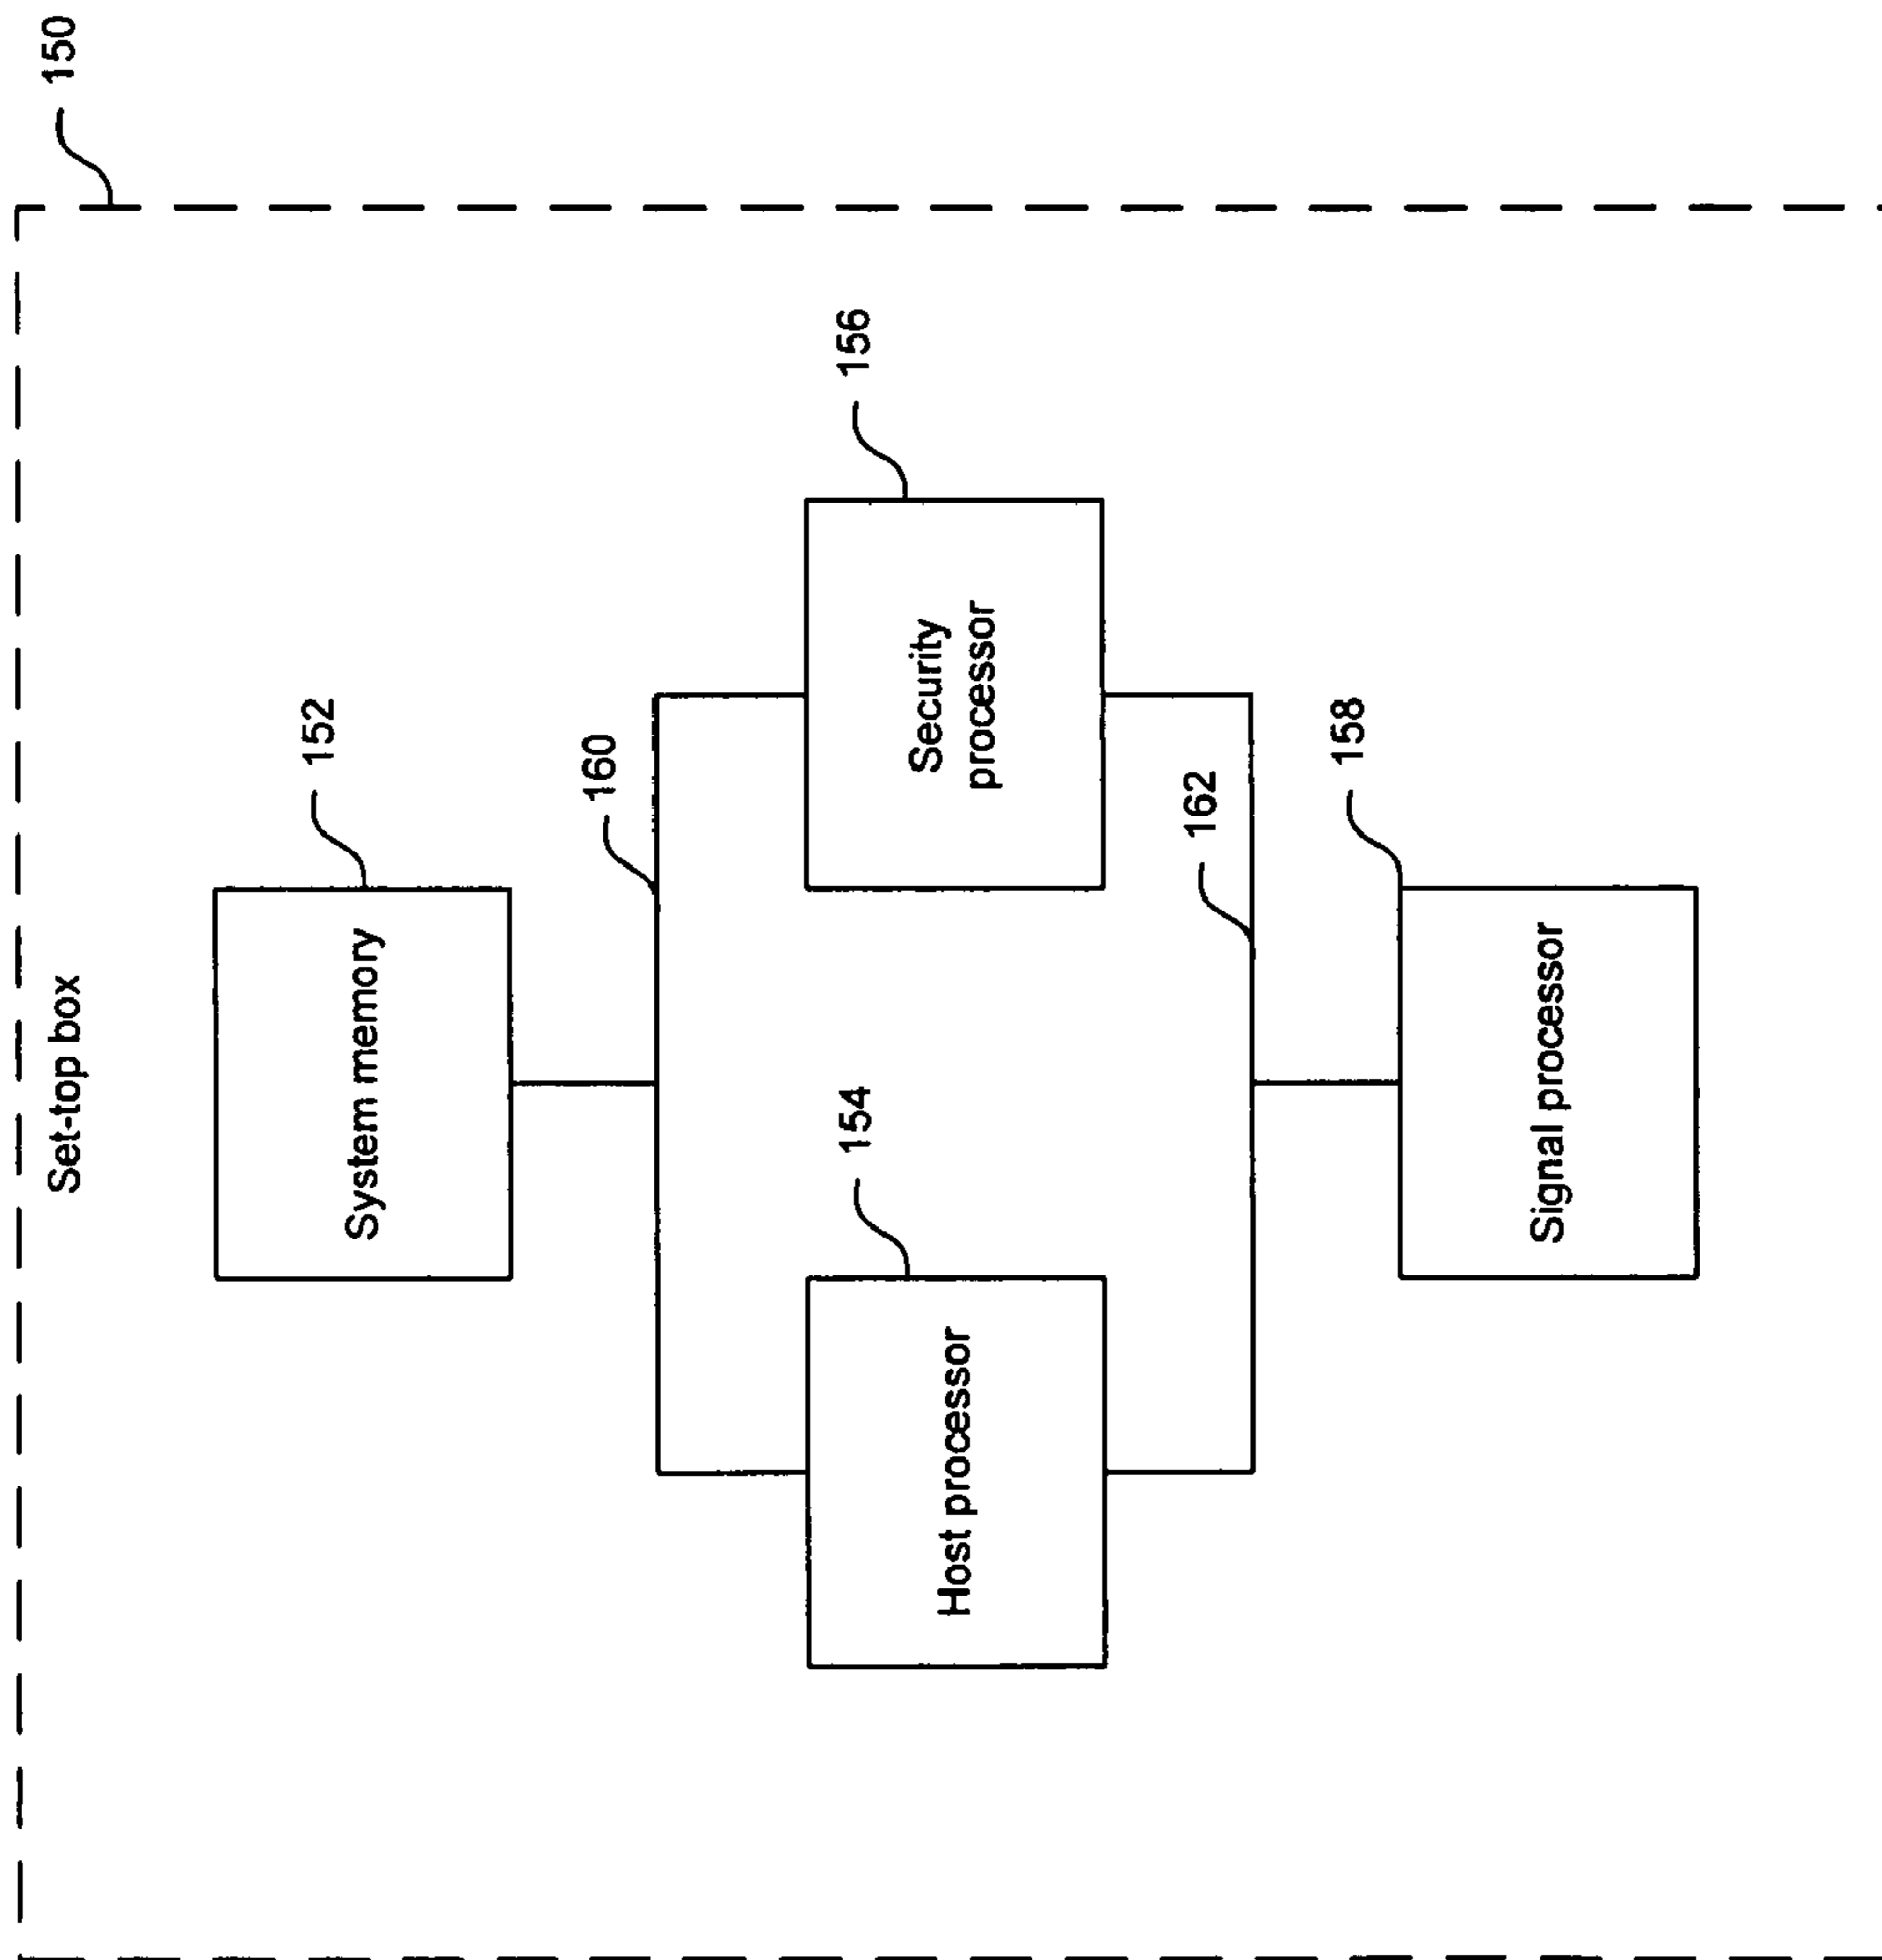 150
Set-top box
152
System memory
160
156
Security
processor
154
Host processor
162
158
Signal processor